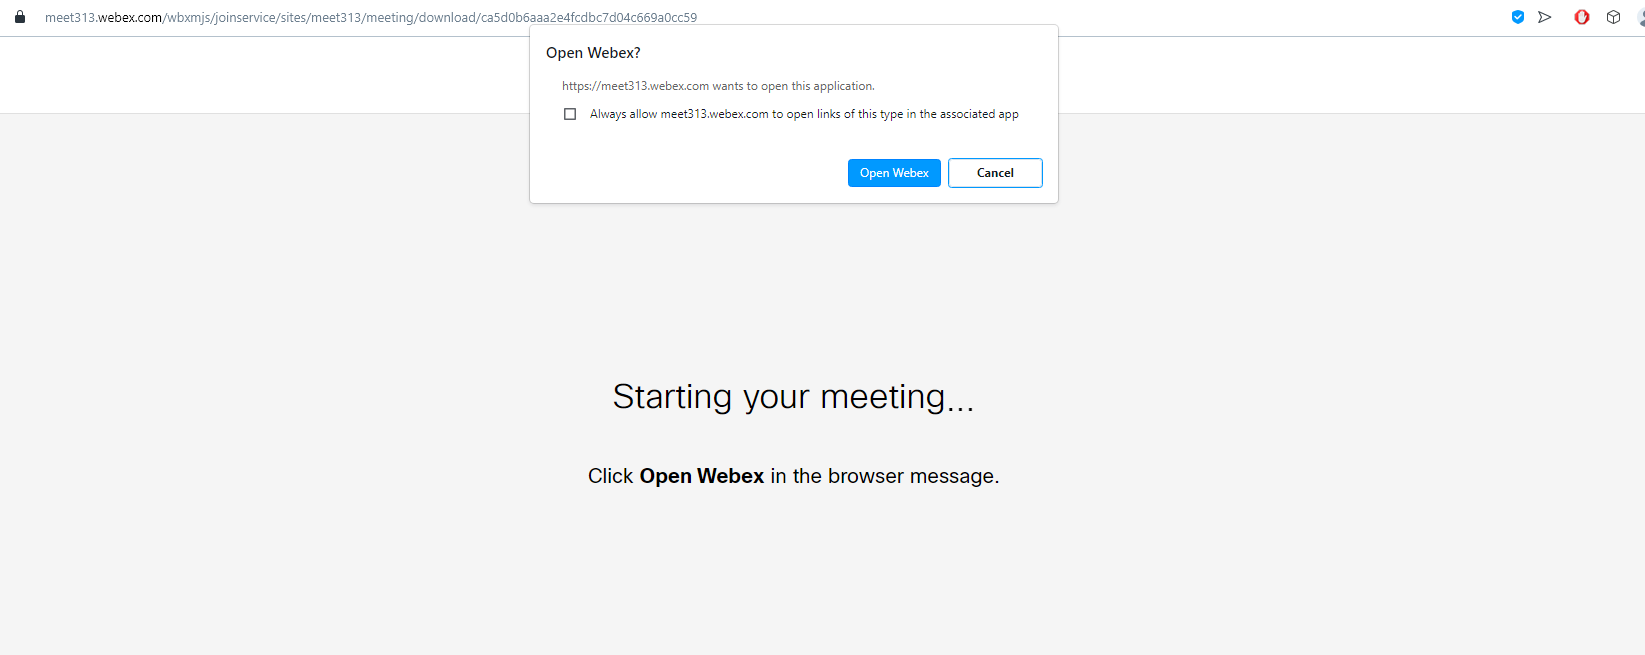 meet313.webex.com/wbxmjs/joinservice/sites/meet313/meeting/download/ca5d0b6aaa2e4fcdbc7d04c669a0cc59
Open Webex?
https://meet313.webex.com wants to open this application.
Always allow meet313.webex.com to open links of this type in the associated app
Open Webex Cancel
Starting your meeting...
Click Open Webex in the browser message.